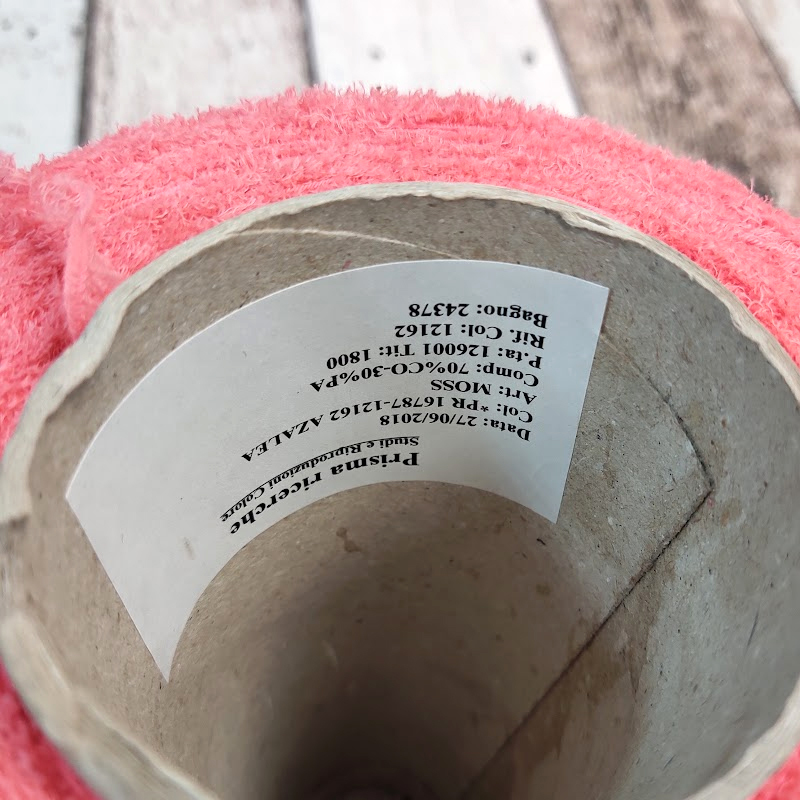 Prisma ricerche
Studi e Riproduzioni Colore
Data: 27/06/2018
Col: *PR 16787-12162 AZALEA
Art: MOSS
Comp: 70%CO-30%PA
P.ta: 126001 Tit: 1800
Rif. Col: 12162
Bagno: 24378